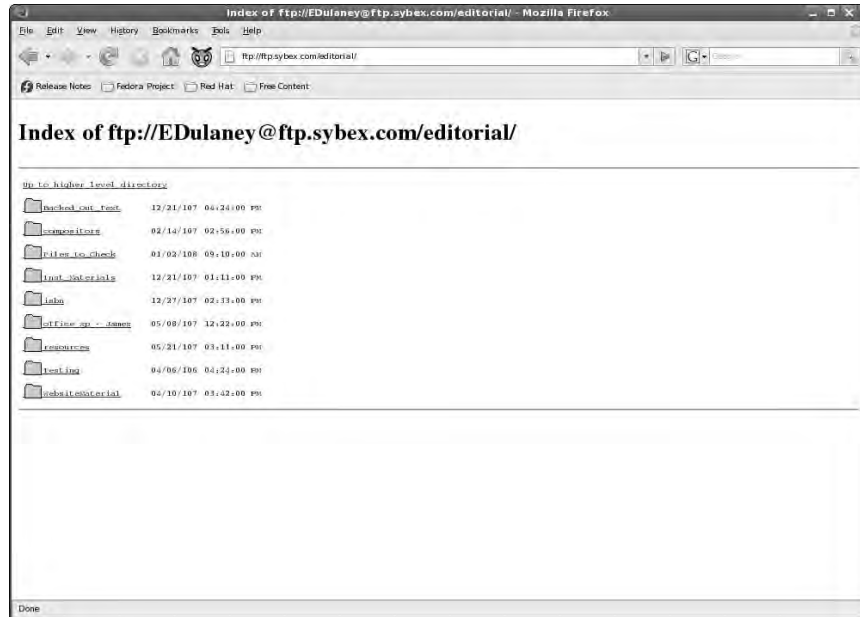 Index of ftp://EDulaney@ftp.sybex.com/editorial/ - Mozilla Firefox
File Edit View History Bookmarks Tools Help
ftp://ftp.sybex.com/editorial/
G
Release Notes Fedora Project Red Hat Free Content
Index of ftp://EDulaney@ftp.sybex.com/editorial/
Up to higher level directory
Backed_out_Text 12/21/107 04:24:00 PM
compositors 02/14/107 02:56:00 PM
Files_to_Check 01/02/108 09:10:00 AM
Inst_Materials 12/21/107 01:11:00 PM
isbn 12/27/107 02:33:00 PM
office xp - James 05/08/107 12:22:00 PM
resources 05/21/107 03:11:00 PM
testing 04/06/106 04:24:00 PM
WebsiteMaterial 04/10/107 03:42:00 PM
Done